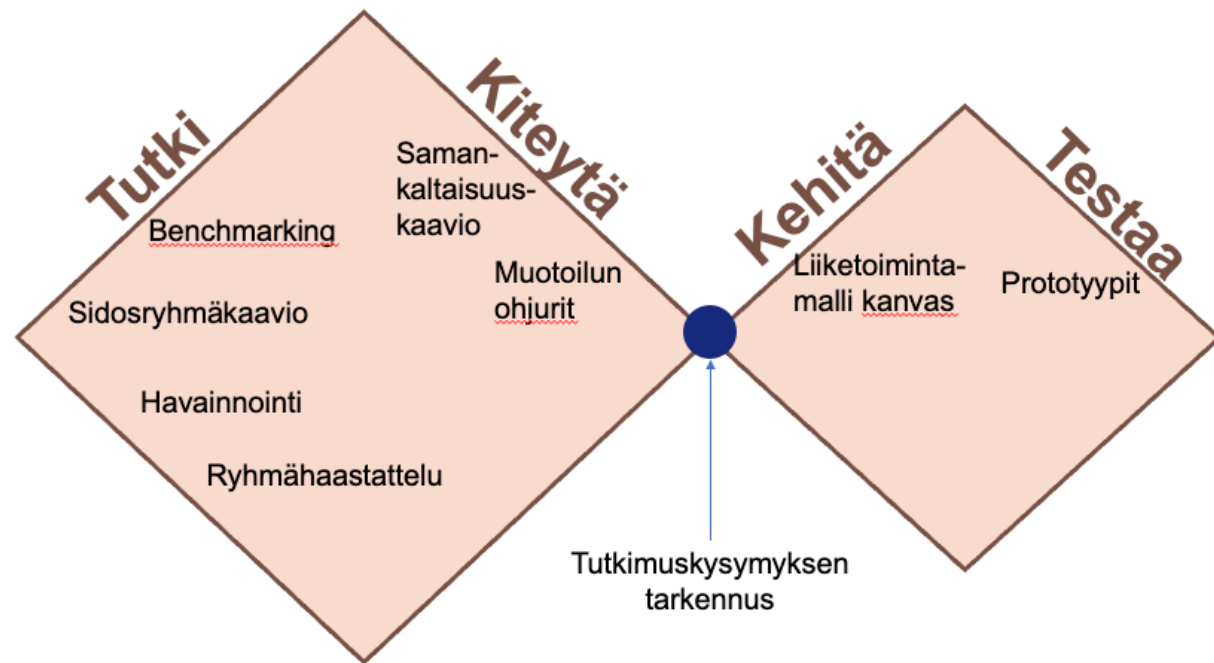 Tutki
Kiteytä
Kehitä
Testaa
Benchmarking
Sidosryhmäkaavio
Havainnointi
Ryhmähaastattelu
Saman-
kaltaisuus-
kaavio
Muotoilun
ohjurit
Liiketoiminta-
malli kanvas
Prototyypit
Tutkimuskysymyksen
tarkennus